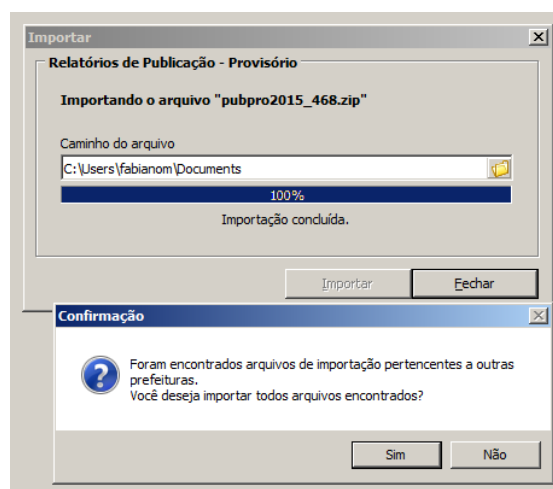 Importar
Relatórios de Publicação - Provisório
Importando o arquivo "pubpro2015_468.zip"
Caminho do arquivo
C:\Users\fabianom\Documents
100%
Importação concluída.
Importar
Fechar
Confirmação
Foram encontrados arquivos de importação pertencentes a outras
prefeituras.
Você deseja importar todos arquivos encontrados?
Sim
Não